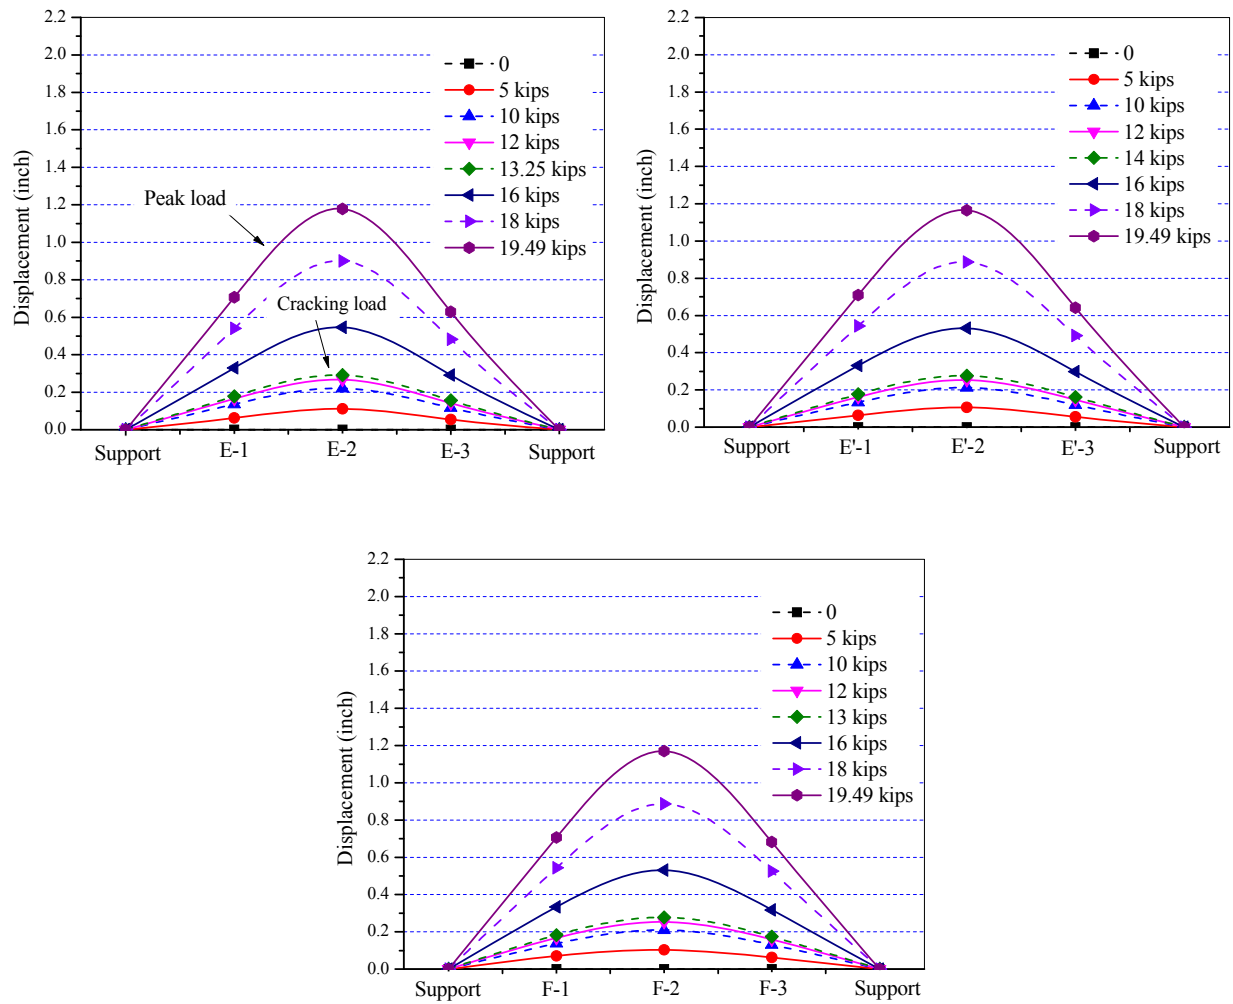 2.2
2.0
1.8
1.6
1.4
1.2
1.0
0.8
0.6
0.4
0.2
0.0
Displacement (inch)
0
5 kips
10 kips
12 kips
13.25 kips
16 kips
18 kips
19.49 kips
Peak load
Cracking load
Support E-1 E-2 E-3 Support
2.2
2.0
1.8
1.6
1.4
1.2
1.0
0.8
0.6
0.4
0.2
0.0
Displacement (inch)
0
5 kips
10 kips
12 kips
14 kips
16 kips
18 kips
19.49 kips
Support E'-1 E'-2 E'-3 Support
2.2
2.0
1.8
1.6
1.4
1.2
1.0
0.8
0.6
0.4
0.2
0.0
Displacement (inch)
0
5 kips
10 kips
12 kips
13 kips
16 kips
18 kips
19.49 kips
Support F-1 F-2 F-3 Support